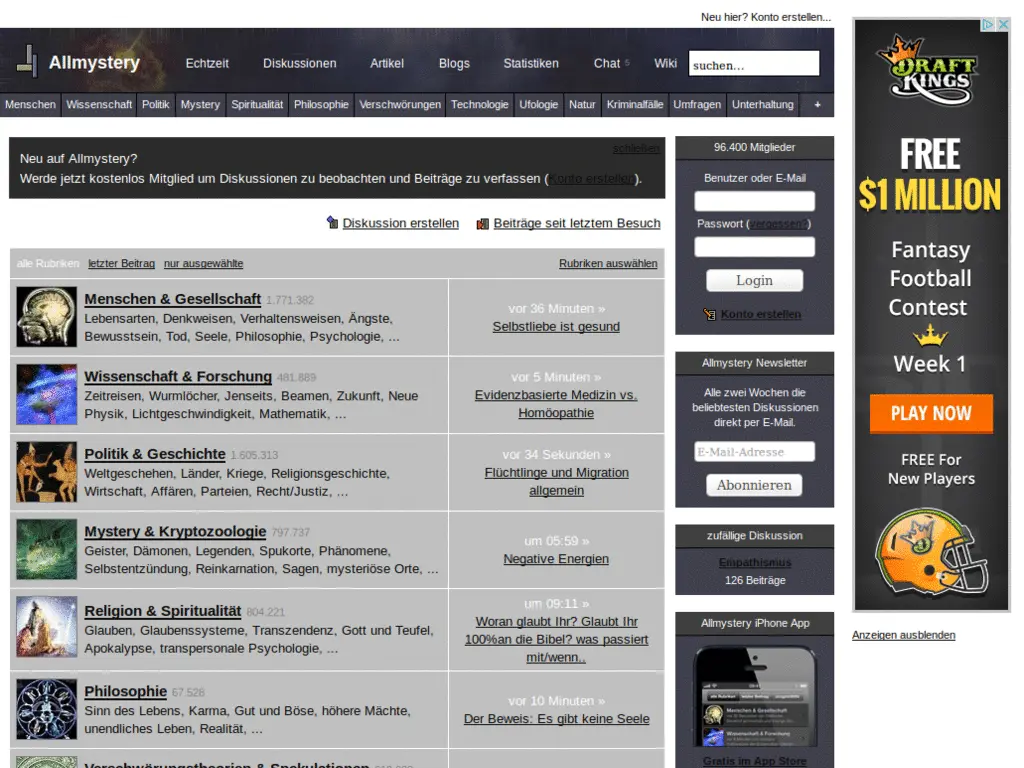 Neu hier? Konto erstellen...
Allmystery
Echtzeit Diskussionen Artikel Blogs Statistiken Chat 5 Wiki suchen...
Menschen Wissenschaft Politik Mystery Spiritualität Philosophie Verschwörungen Technologie Ufologie Natur Kriminalfälle Umfragen Unterhaltung +
schließen
Neu auf Allmystery?
Werde jetzt kostenlos Mitglied um Diskussionen zu beobachten und Beiträge zu verfassen (Konto erstellen).
Diskussion erstellen Beiträge seit letztem Besuch
alle Rubriken letzter Beitrag nur ausgewählte Rubriken auswählen
Menschen & Gesellschaft 1.771.382
Lebensarten, Denkweisen, Verhaltensweisen, Ängste,
Bewusstsein, Tod, Seele, Philosophie, Psychologie, ...
vor 36 Minuten »
Selbstliebe ist gesund
Wissenschaft & Forschung 481.889
Zeitreisen, Wurmlöcher, Jenseits, Beamen, Zukunft, Neue
Physik, Lichtgeschwindigkeit, Mathematik, ...
vor 5 Minuten »
Evidenzbasierte Medizin vs.
Homöopathie
Politik & Geschichte 1.605.313
Weltgeschehen, Länder, Kriege, Religionsgeschichte,
Wirtschaft, Affären, Parteien, Recht/Justiz, ...
vor 34 Sekunden »
Flüchtlinge und Migration
allgemein
Mystery & Kryptozoologie 797.737
Geister, Dämonen, Legenden, Spukorte, Phänomene,
Selbstentzündung, Reinkarnation, Sagen, mysteriöse Orte, ...
um 05:59 »
Negative Energien
Religion & Spiritualität 804.221
Glauben, Glaubenssysteme, Transzendenz, Gott und Teufel,
Apokalypse, transpersonale Psychologie, ...
um 09:11 »
Woran glaubt Ihr? Glaubt Ihr
100%an die Bibel? was passiert
mit/wenn..
Philosophie 67.528
Sinn des Lebens, Karma, Gut und Böse, höhere Mächte,
unendliches Leben, Realität, ...
vor 10 Minuten »
Der Beweis: Es gibt keine Seele
Verschwörungstheorien & Spekulationen
96.400 Mitglieder
Benutzer oder E-Mail
Passwort (vergessen?)
Login
Konto erstellen
Allmystery Newsletter
Alle zwei Wochen die
beliebtesten Diskussionen
direkt per E-Mail.
E-Mail-Adresse
Abonnieren
zufällige Diskussion
Empathismus
126 Beiträge
Allmystery iPhone App
Menschen & Gesellschaft
Wissenschaft & Forschung
Gratis im App Store
DRAFT
KINGS
FREE
$1 MILLION
Fantasy
Football
Contest
Week 1
PLAY NOW
FREE For
New Players
Anzeigen ausblenden